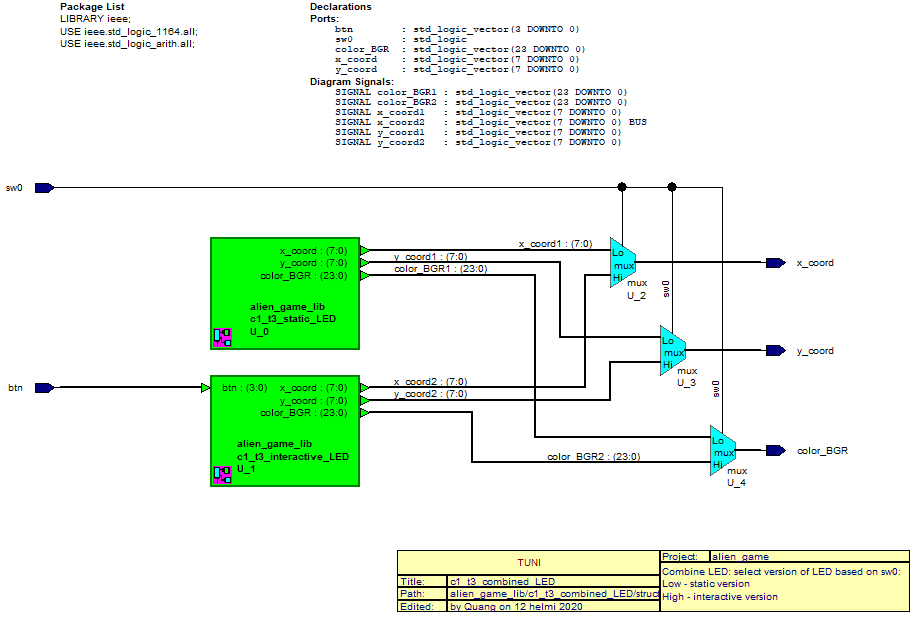 Package List
LIBRARY ieee;
USE ieee.std_logic_1164.all;
USE ieee.std_logic_arith.all;
Declarations
Ports:
btn : std_logic_vector(3 DOWNTO 0)
sw0 : std_logic
color_BGR : std_logic_vector(23 DOWNTO 0)
x_coord : std_logic_vector(7 DOWNTO 0)
y_coord : std_logic_vector(7 DOWNTO 0)
Diagram Signals:
SIGNAL color_BGR1 : std_logic_vector(23 DOWNTO 0)
SIGNAL color_BGR2 : std_logic_vector(23 DOWNTO 0)
SIGNAL x_coord1 : std_logic_vector(7 DOWNTO 0)
SIGNAL x_coord2 : std_logic_vector(7 DOWNTO 0) BUS
SIGNAL y_coord1 : std_logic_vector(7 DOWNTO 0)
SIGNAL y_coord2 : std_logic_vector(7 DOWNTO 0)
sw0
x_coord : (7:0)
y_coord : (7:0)
color_BGR : (23:0)
alien_game_lib
c1_t3_static_LED
U_0
x_coord1 : (7:0)
y_coord1 : (7:0)
color_BGR1 : (23:0)
Lo
mux
Hi
mux
U_2
sw0
x_coord
Lo
mux
Hi
mux
U_3
sw0
y_coord
btn
btn : (3:0)
x_coord : (7:0)
y_coord : (7:0)
color_BGR : (23:0)
alien_game_lib
c1_t3_interactive_LED
U_1
x_coord2 : (7:0)
y_coord2 : (7:0)
color_BGR2 : (23:0)
Lo
mux
Hi
mux
U_4
color_BGR
TUNI
Title: c1_t3_combined_LED
Path: alien_game_lib/c1_t3_combined_LED/struct
Edited: by Quang on 12 helmi 2020
Project: alien_game
Combine LED: select version of LED based on sw0:
Low - static version
High - interactive version